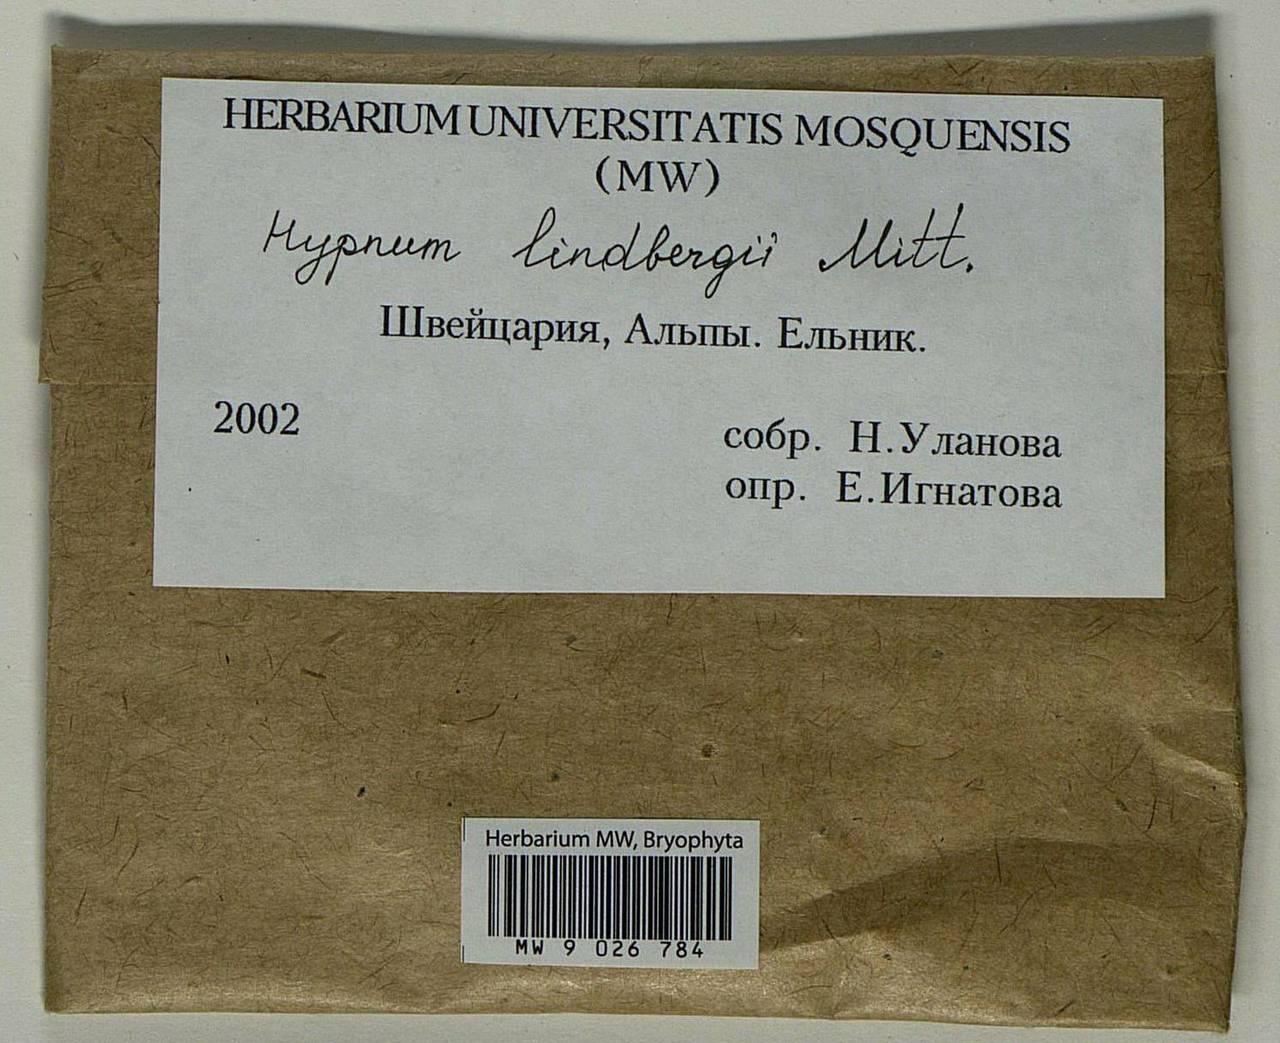 HERBARIUM UNIVERSITATIS MOSQUENSIS
(MW)
Hypnum lindbergii Mitt.
Швейцария, Альпы. Ельник.
2002
собр. Н.Уланова
опр. Е.Игнатова
Herbarium MW, Bryophyta
MW 9 026 784